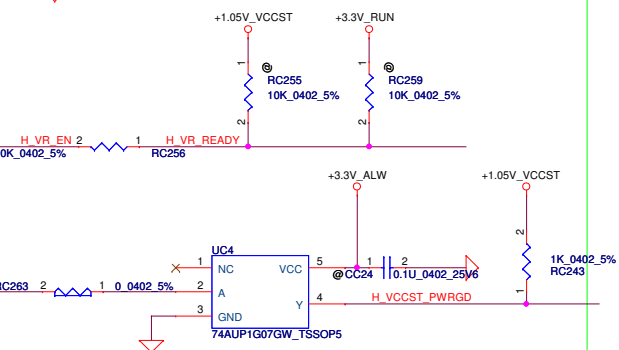 +1.05V_VCCST
+3.3V_RUN
1
@
RC255
10K_0402_5%
2
1
@
RC259
10K_0402_5%
2
H_VR_EN
2
1
H_VR_READY
0K_0402_5%
RC256
+3.3V_ALW
+1.05V_VCCST
UC4
1
NC
VCC
5
@CC24
1
2
0.1U_0402_25V6
2
1K_0402_5%
RC243
1
RC263
2
1
0_0402_5%
2
A
Y
4
H_VCCST_PWRGD
3
GND
74AUP1G07GW_TSSOP5